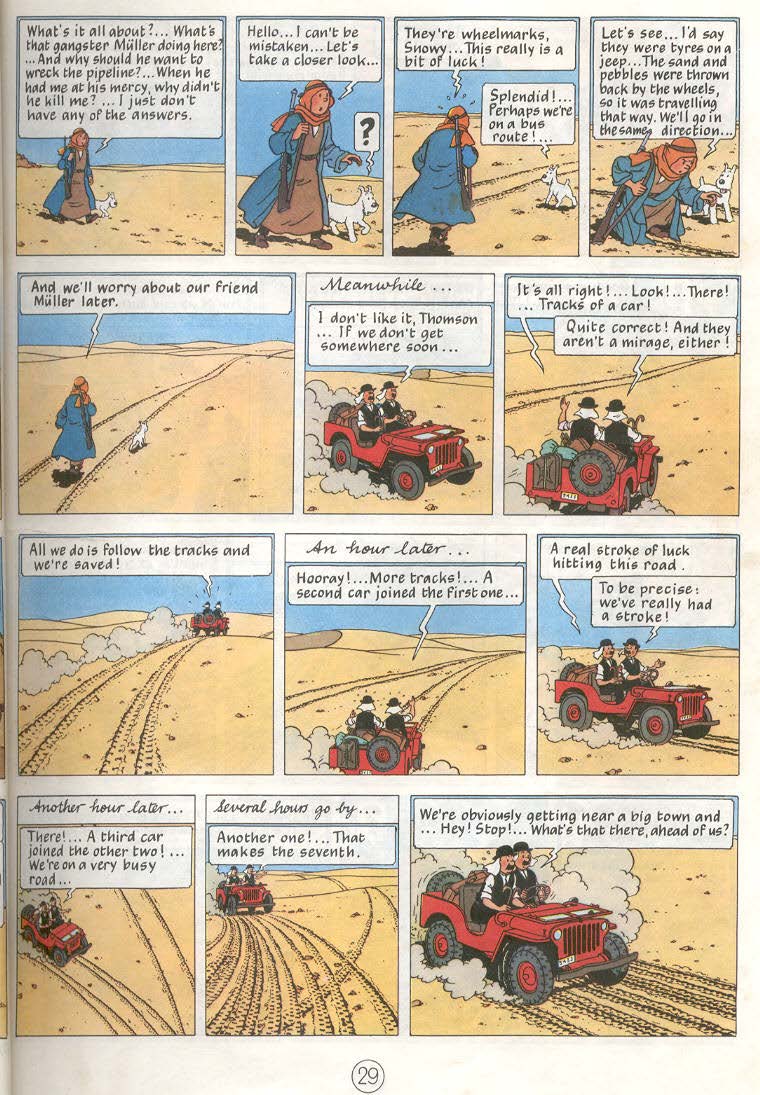 What's it all about?... What's
that gangster Müller doing here?
...And why should he want to
wreck the pipeline?...When he
had me at his mercy, why didn't
he kill me? ... I just don't
have any of the answers.
Hello... I can't be
mistaken... Let's
take a closer look...
?
They're wheelmarks,
Snowy...This really is a
bit of luck!
Splendid!...
Perhaps we're
on a bus
route!...
Let's see... I'd say
they were tyres on a
jeep...The sand and
pebbles were thrown
back by the wheels,
so it was travelling
that way. We'll go in
the same direction...
And we'll worry about our friend
Müller later.
Meanwhile ...
I don't like it, Thomson
... If we don't get
somewhere soon...
It's all right!... Look!...There!
... Tracks of a car!
Quite correct! And they
aren't a mirage, either!
All we do is follow the tracks and
we're saved!
An hour later...
Hooray!...More tracks!... A
second car joined the first one...
A real stroke of luck
hitting this road.
To be precise:
we've really had
a stroke!
Another hour later...
There!... A third car
joined the other two!...
We're on a very busy
road...
Several hours go by...
Another one!... That
makes the seventh.
We're obviously getting near a big town and
... Hey! Stop!... What's that there, ahead of us?
29